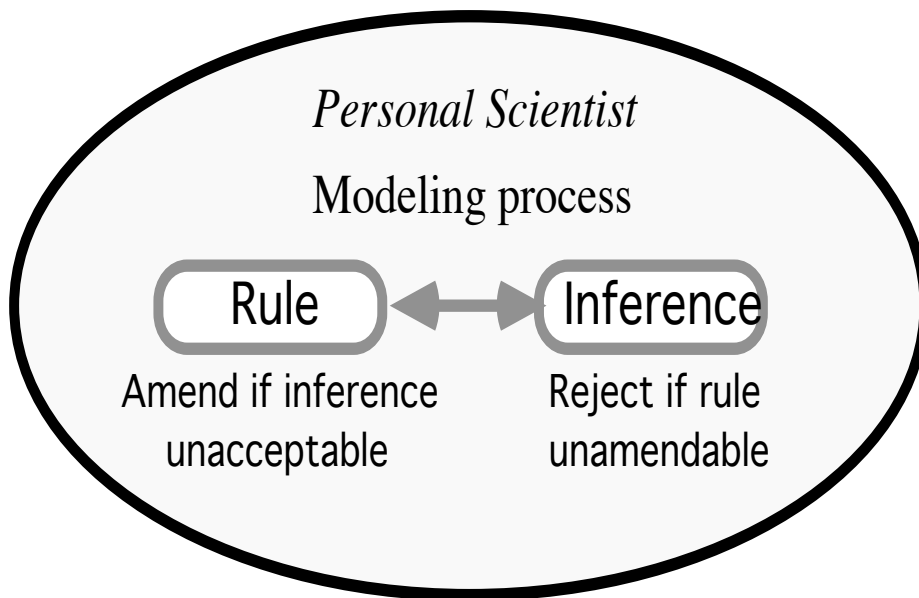 Personal Scientist
Modeling process
Rule
Inference
Amend if inference
unacceptable
Reject if rule
unamendable